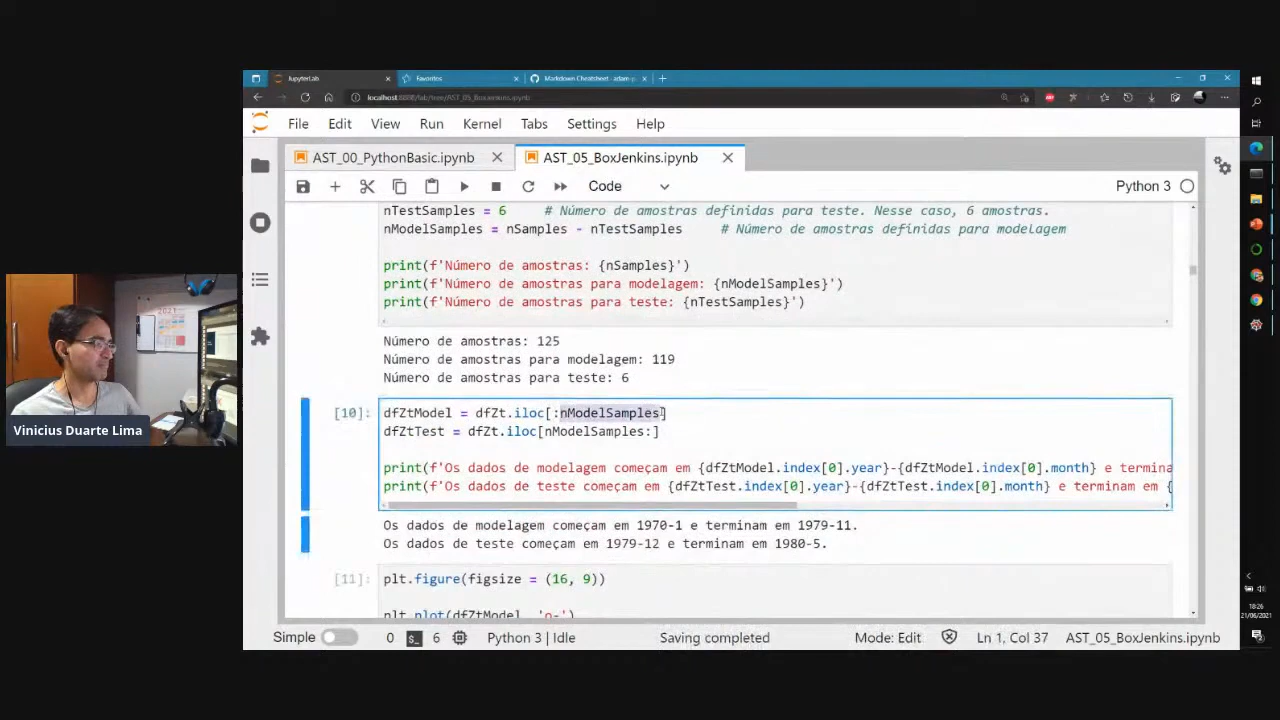 JupyterLab
Favorites
Markdown Cheatsheet · adam-p
localhost:8888/lab/tree/AST_05_BoxJenkins.ipynb
File Edit View Run Kernel Tabs Settings Help
AST_00_PythonBasic.ipynb
AST_05_BoxJenkins.ipynb
Code
Python 3
nTestSamples = 6 # Número de amostras definidas para teste. Nesse caso, 6 amostras.
nModelSamples = nSamples - nTestSamples # Número de amostras definidas para modelagem
print(f'Número de amostras: {nSamples}')
print(f'Número de amostras para modelagem: {nModelSamples}')
print(f'Número de amostras para teste: {nTestSamples}')
Número de amostras: 125
Número de amostras para modelagem: 119
Número de amostras para teste: 6
[10]: dfZtModel = dfZt.iloc[:nModelSamples]
dfZtTest = dfZt.iloc[nModelSamples:]
print(f'Os dados de modelagem começam em {dfZtModel.index[0].year}-{dfZtModel.index[0].month} e termina
print(f'Os dados de teste começam em {dfZtTest.index[0].year}-{dfZtTest.index[0].month} e terminam em {
Os dados de modelagem começam em 1970-1 e terminam em 1979-11.
Os dados de teste começam em 1979-12 e terminam em 1980-5.
[11]: plt.figure(figsize = (16, 9))
plt.plot(dfZtModel, 'o-')
Simple 0 6 Python 3 | Idle Saving completed Mode: Edit Ln 1, Col 37 AST_05_BoxJenkins.ipynb
Vinicius Duarte Lima
2021
18:26
21/06/2021